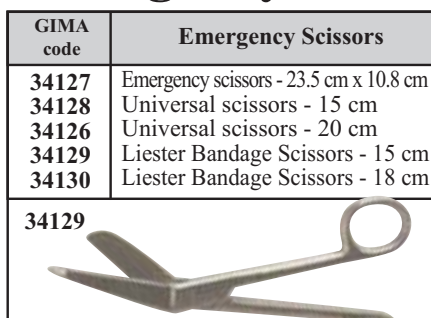 GIMA
code
Emergency Scissors
34127 Emergency scissors - 23.5 cm x 10.8 cm
34128 Universal scissors - 15 cm
34126 Universal scissors - 20 cm
34129 Liester Bandage Scissors - 15 cm
34130 Liester Bandage Scissors - 18 cm
34129